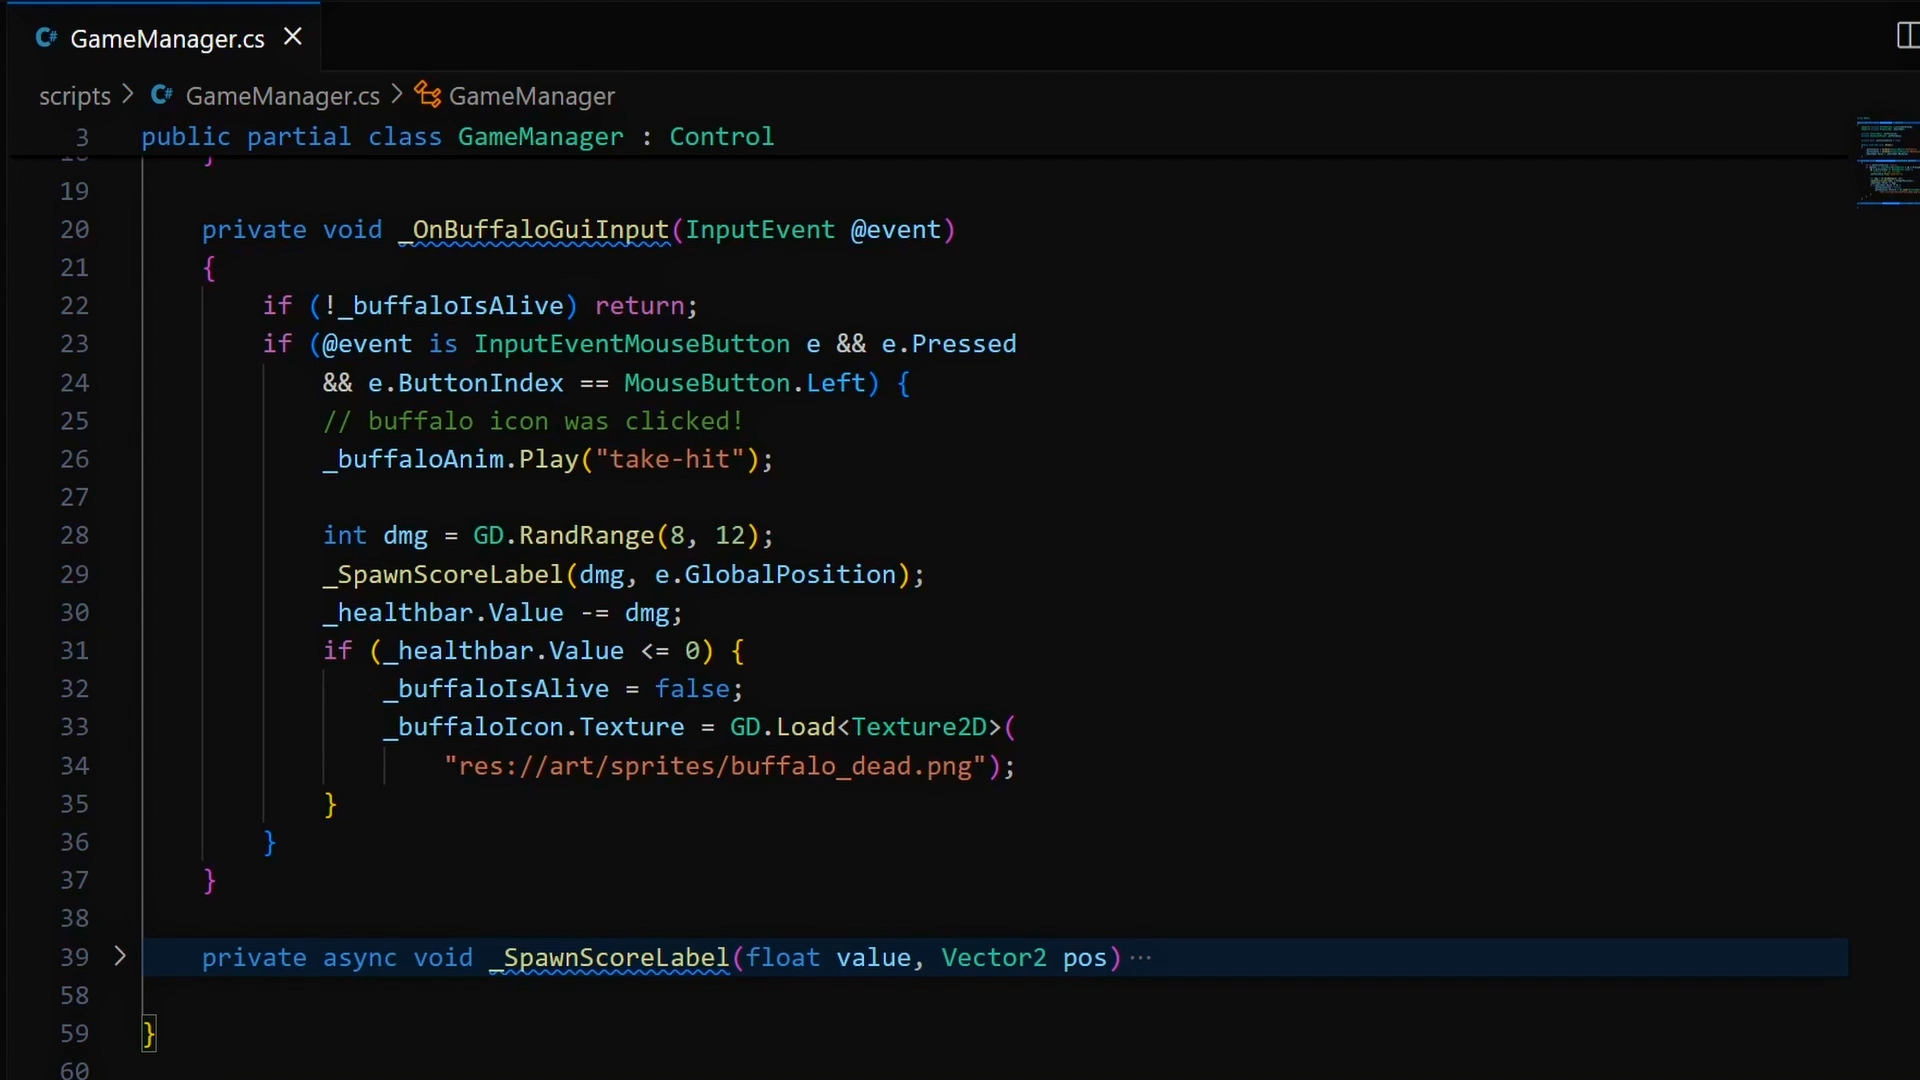 C# GameManager.cs ×
scripts > C# GameManager.cs > GameManager
3 public partial class GameManager : Control
18 }
19
20 private void _OnBuffaloGuiInput(InputEvent @event)
21 {
22 if (!_buffaloIsAlive) return;
23 if (@event is InputEventMouseButton e && e.Pressed
24 && e.ButtonIndex == MouseButton.Left) {
25 // buffalo icon was clicked!
26 _buffaloAnim.Play("take-hit");
27
28 int dmg = GD.RandRange(8, 12);
29 _SpawnScoreLabel(dmg, e.GlobalPosition);
30 _healthbar.Value -= dmg;
31 if (_healthbar.Value <= 0) {
32 _buffaloIsAlive = false;
33 _buffaloIcon.Texture = GD.Load<Texture2D>(
34 "res://art/sprites/buffalo_dead.png");
35 }
36 }
37 }
38
39 > private async void _SpawnScoreLabel(float value, Vector2 pos)···
58
59 }
60